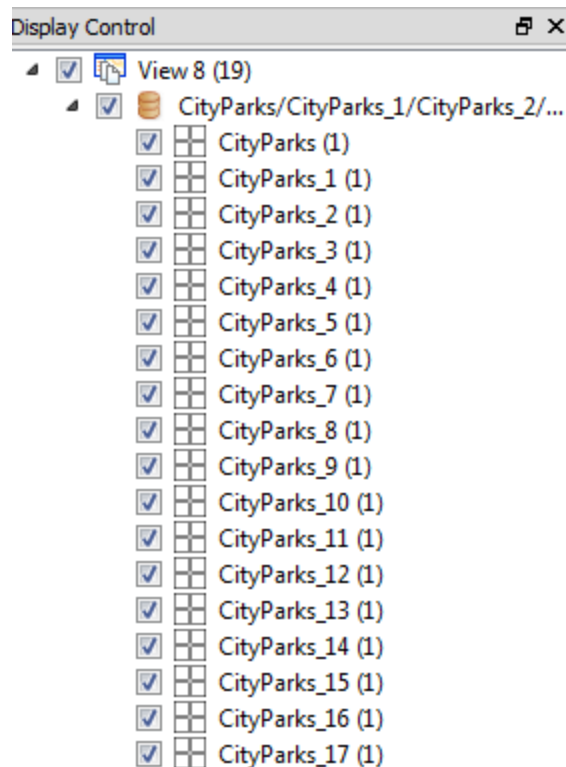 Display Control
View 8 (19)
CityParks/CityParks_1/CityParks_2/...
CityParks (1)
CityParks_1 (1)
CityParks_2 (1)
CityParks_3 (1)
CityParks_4 (1)
CityParks_5 (1)
CityParks_6 (1)
CityParks_7 (1)
CityParks_8 (1)
CityParks_9 (1)
CityParks_10 (1)
CityParks_11 (1)
CityParks_12 (1)
CityParks_13 (1)
CityParks_14 (1)
CityParks_15 (1)
CityParks_16 (1)
CityParks_17 (1)